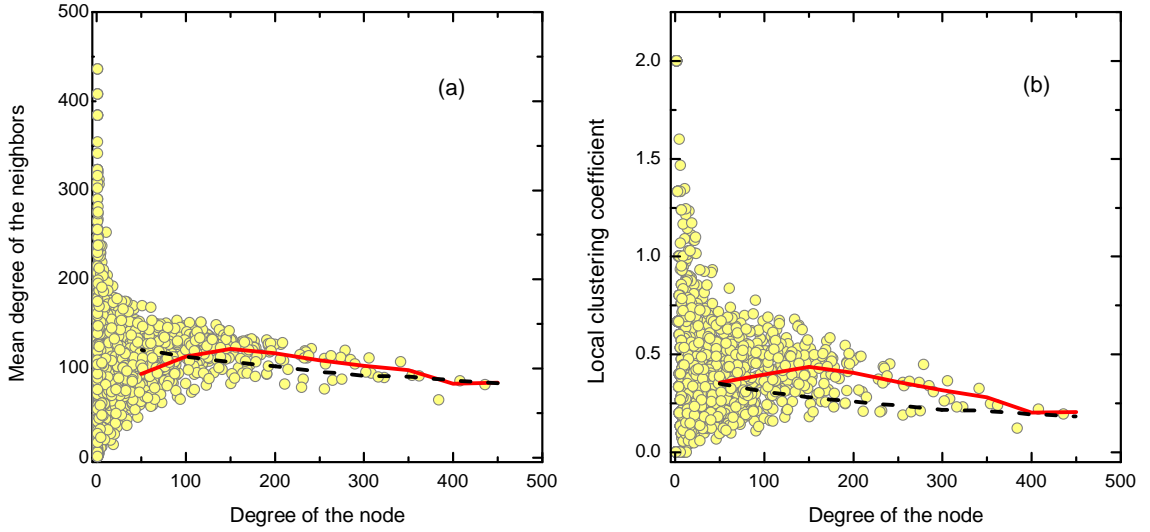 500
400
300
200
100
0
Mean degree of the neighbors
(a)
0 100 200 300 400 500
Degree of the node
2.0
1.5
1.0
0.5
0.0
Local clustering coefficient
(b)
0 100 200 300 400 500
Degree of the node